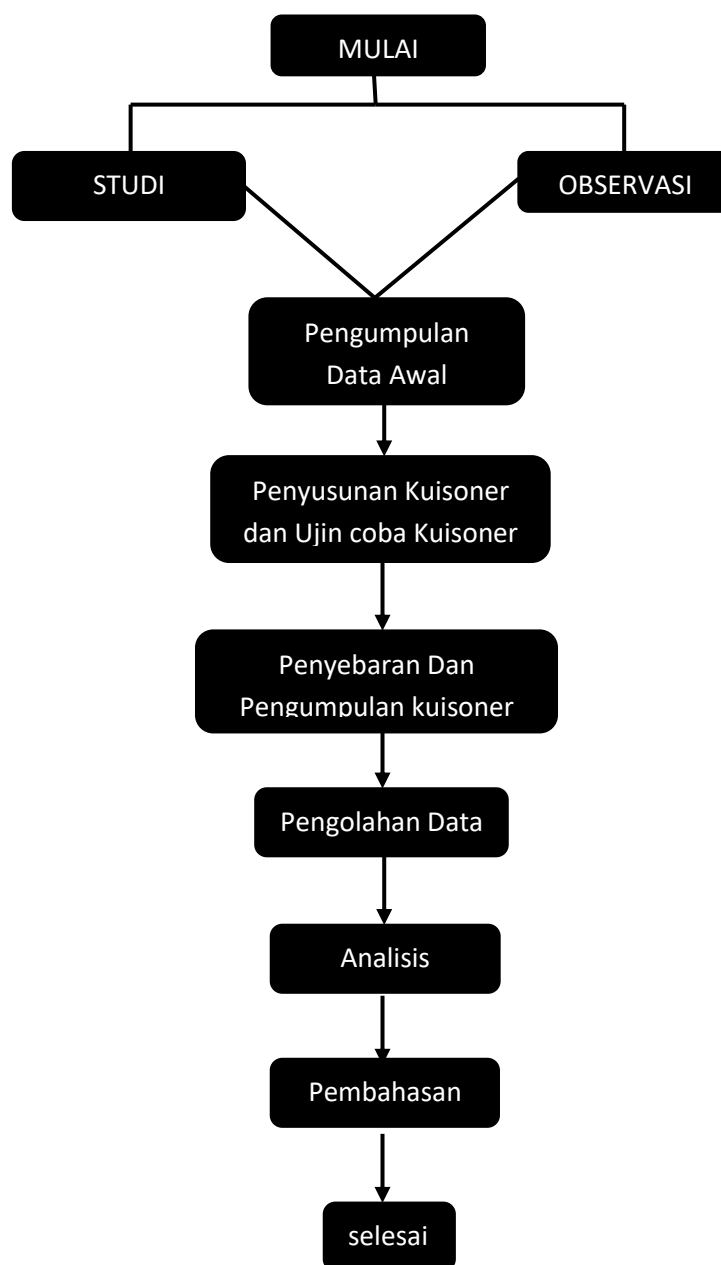 MULAI
STUDI
OBSERVASI
Pengumpulan
Data Awal
Penyusunan Kuisoner
dan Ujin coba Kuisoner
Penyebaran Dan
Pengumpulan kuisoner
Pengolahan Data
Analisis
Pembahasan
selesai